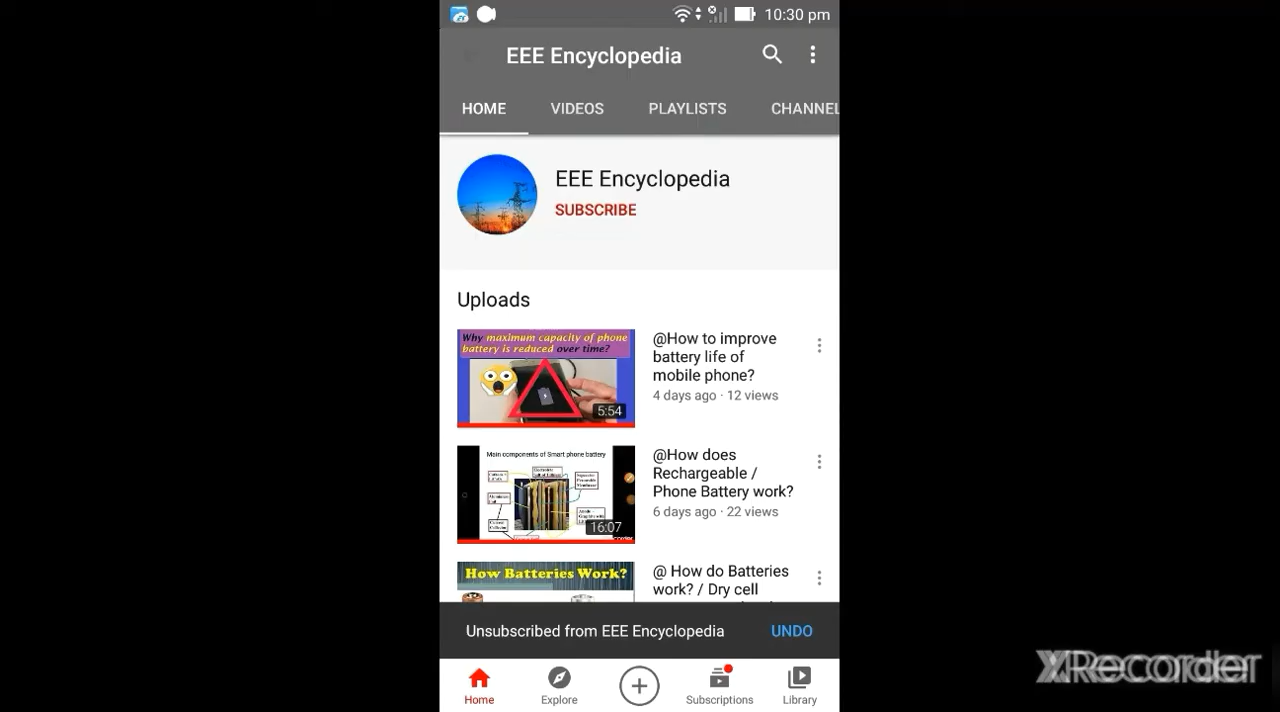 10:30 pm
EEE Encyclopedia
HOME VIDEOS PLAYLISTS CHANNEL
EEE Encyclopedia
SUBSCRIBE
Uploads
Why maximum capacity of phone
battery is reduced over time?
5:54
@How to improve
battery life of
mobile phone?
4 days ago · 12 views
Main components of Smart phone battery
16:07
@How does
Rechargeable /
Phone Battery work?
6 days ago · 22 views
How Batteries Work?
@ How do Batteries
work? / Dry cell
Unsubscribed from EEE Encyclopedia UNDO
Home Explore Subscriptions Library
XRecorder